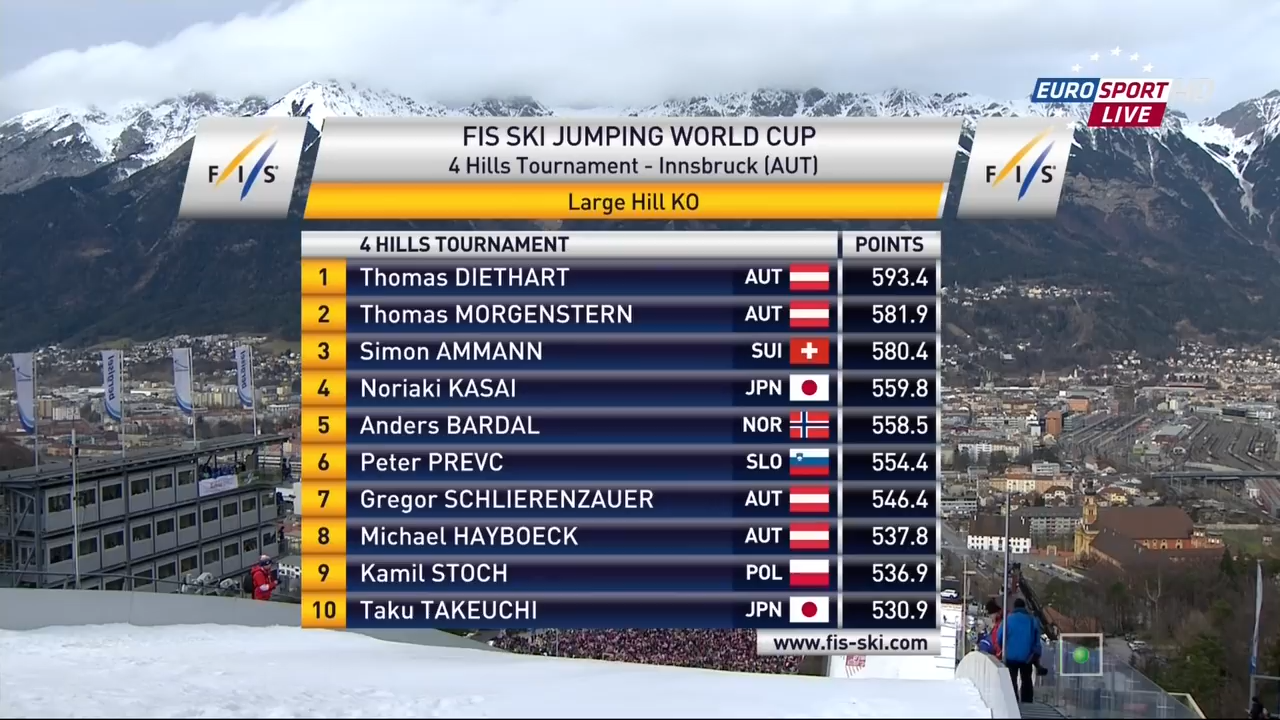 EUROSPORT HD
LIVE
FIS
FIS SKI JUMPING WORLD CUP
4 Hills Tournament - Innsbruck (AUT)
Large Hill KO
FIS
4 HILLS TOURNAMENT POINTS
1 Thomas DIETHART AUT 593.4
2 Thomas MORGENSTERN AUT 581.9
3 Simon AMMANN SUI 580.4
4 Noriaki KASAI JPN 559.8
5 Anders BARDAL NOR 558.5
6 Peter PREVC SLO 554.4
7 Gregor SCHLIERENZAUER AUT 546.4
8 Michael HAYBOECK AUT 537.8
9 Kamil STOCH POL 536.9
10 Taku TAKEUCHI JPN 530.9
www.fis-ski.com